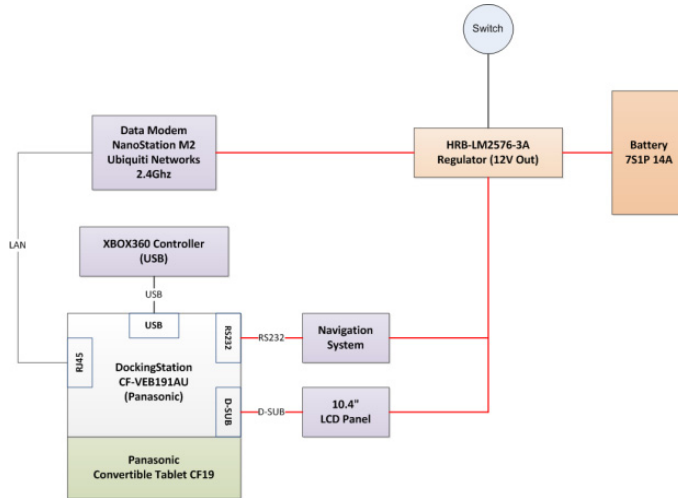 Switch
Data Modem
NanoStation M2
Ubiquiti Networks
2.4Ghz
HRB-LM2576-3A
Regulator (12V Out)
Battery
7S1P 14A
LAN
XBOX360 Controller
(USB)
USB
USB
RS232
RS232
Navigation
System
RJ45
DockingStation
CF-VEB191AU
(Panasonic)
D-SUB
D-SUB
10.4"
LCD Panel
Panasonic
Convertible Tablet CF19